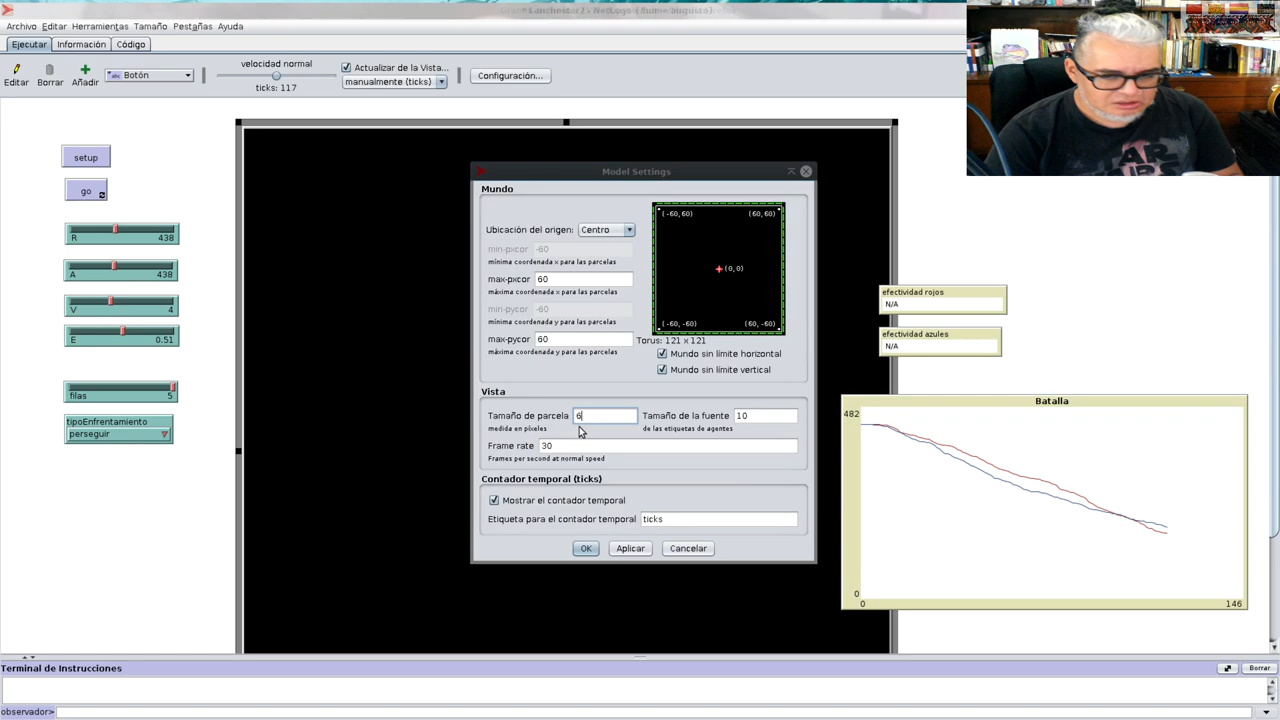 Lanchester2 - NetLogo {/home/augusto}
Archivo Editar Herramientas Tamaño Pestañas Ayuda
Ejecutar Información Código
Editar Borrar Añadir Botón velocidad normal Actualizar de la Vista... Configuración...
ticks: 117 manualmente (ticks)
setup
go
R 438
A 438
V 4
E 0.51
filas 5
tipoEnfrentamiento
perseguir
Model Settings
Mundo
Ubicación del origen: Centro
min-pxcor -60
mínima coordenada x para las parcelas
max-pxcor 60
máxima coordenada x para las parcelas
min-pycor -60
mínima coordenada y para las parcelas
max-pycor 60
máxima coordenada y para las parcelas
(-60,60) (60,60)
(0,0)
(-60,-60) (60,-60)
Torus: 121 x 121
Mundo sin límite horizontal
Mundo sin límite vertical
Vista
Tamaño de parcela 6 Tamaño de la fuente 10
medida en píxeles de las etiquetas de agentes
Frame rate 30
Frames per second at normal speed
Contador temporal (ticks)
Mostrar el contador temporal
Etiqueta para el contador temporal ticks
OK Aplicar Cancelar
efectividad rojos
N/A
efectividad azules
N/A
Batalla
482
0
0 146
Terminal de Instrucciones Borrar
observador>